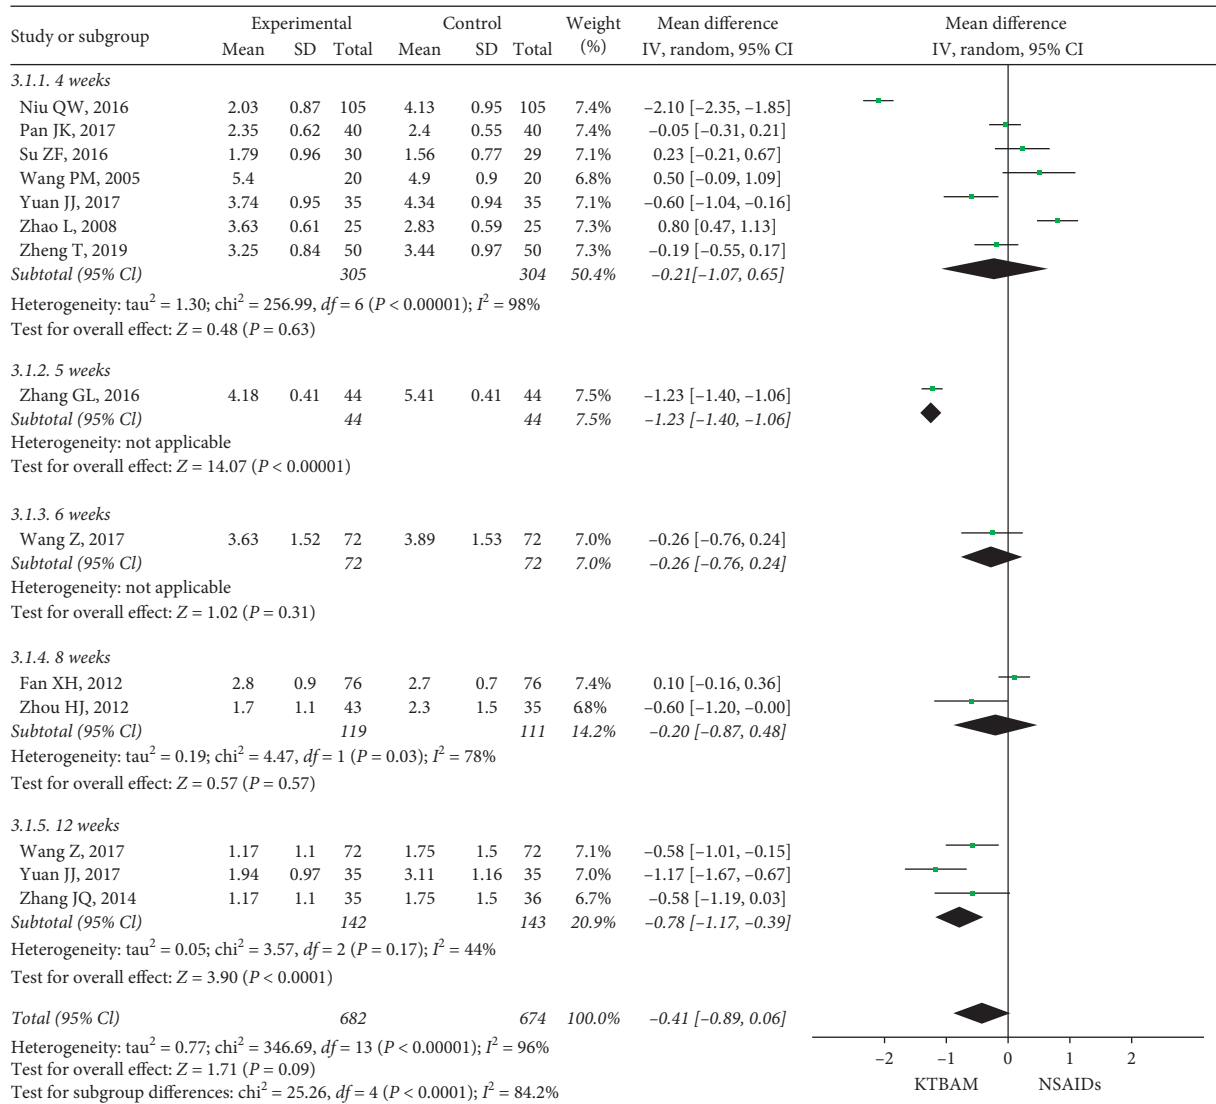 Study or subgroup Experimental Control Weight (%) Mean difference IV, random, 95% CI Mean difference IV, random, 95% CI
Mean SD Total Mean SD Total
3.1.1. 4 weeks
Niu QW, 2016 2.03 0.87 105 4.13 0.95 105 7.4% −2.10 [−2.35, −1.85]
Pan JK, 2017 2.35 0.62 40 2.4 0.55 40 7.4% −0.05 [−0.31, 0.21]
Su ZF, 2016 1.79 0.96 30 1.56 0.77 29 7.1% 0.23 [−0.21, 0.67]
Wang PM, 2005 5.4 20 4.9 0.9 20 6.8% 0.50 [−0.09, 1.09]
Yuan JJ, 2017 3.74 0.95 35 4.34 0.94 35 7.1% −0.60 [−1.04, −0.16]
Zhao L, 2008 3.63 0.61 25 2.83 0.59 25 7.3% 0.80 [0.47, 1.13]
Zheng T, 2019 3.25 0.84 50 3.44 0.97 50 7.3% −0.19 [−0.55, 0.17]
Subtotal (95% Cl) 305 304 50.4% −0.21[−1.07, 0.65]
Heterogeneity: tau² = 1.30; chi² = 256.99, df = 6 (P < 0.00001); I² = 98%
Test for overall effect: Z = 0.48 (P = 0.63)
3.1.2. 5 weeks
Zhang GL, 2016 4.18 0.41 44 5.41 0.41 44 7.5% −1.23 [−1.40, −1.06]
Subtotal (95% Cl) 44 44 7.5% −1.23 [−1.40, −1.06]
Heterogeneity: not applicable
Test for overall effect: Z = 14.07 (P < 0.00001)
3.1.3. 6 weeks
Wang Z, 2017 3.63 1.52 72 3.89 1.53 72 7.0% −0.26 [−0.76, 0.24]
Subtotal (95% Cl) 72 72 7.0% −0.26 [−0.76, 0.24]
Heterogeneity: not applicable
Test for overall effect: Z = 1.02 (P = 0.31)
3.1.4. 8 weeks
Fan XH, 2012 2.8 0.9 76 2.7 0.7 76 7.4% 0.10 [−0.16, 0.36]
Zhou HJ, 2012 1.7 1.1 43 2.3 1.5 35 6.8% −0.60 [−1.20, −0.00]
Subtotal (95% Cl) 119 111 14.2% −0.20 [−0.87, 0.48]
Heterogeneity: tau² = 0.19; chi² = 4.47, df = 1 (P = 0.03); I² = 78%
Test for overall effect: Z = 0.57 (P = 0.57)
3.1.5. 12 weeks
Wang Z, 2017 1.17 1.1 72 1.75 1.5 72 7.1% −0.58 [−1.01, −0.15]
Yuan JJ, 2017 1.94 0.97 35 3.11 1.16 35 7.0% −1.17 [−1.67, −0.67]
Zhang JQ, 2014 1.17 1.1 35 1.75 1.5 36 6.7% −0.58 [−1.19, 0.03]
Subtotal (95% Cl) 142 143 20.9% −0.78 [−1.17, −0.39]
Heterogeneity: tau² = 0.05; chi² = 3.57, df = 2 (P = 0.17); I² = 44%
Test for overall effect: Z = 3.90 (P < 0.0001)
Total (95% Cl) 682 674 100.0% −0.41 [−0.89, 0.06]
Heterogeneity: tau² = 0.77; chi² = 346.69, df = 13 (P < 0.00001); I² = 96%
Test for overall effect: Z = 1.71 (P = 0.09)
Test for subgroup differences: chi² = 25.26, df = 4 (P < 0.0001); I² = 84.2%
−2 −1 0 1 2
KTBAM NSAIDs